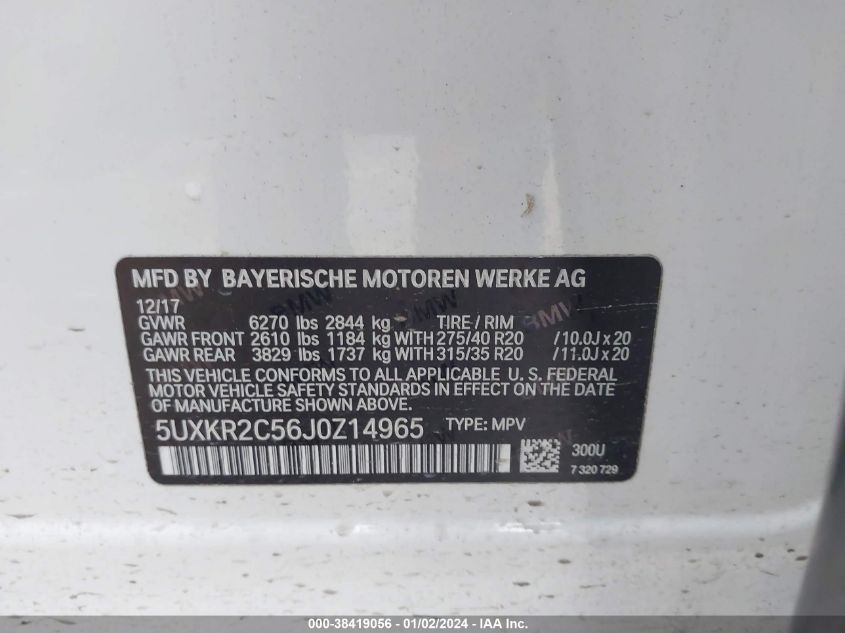 MFD BY BAYERISCHE MOTOREN WERKE AG
12/17
GVWR 6270 lbs 2844 kg TIRE / RIM
GAWR FRONT 2610 lbs 1184 kg WITH 275/40 R20 / 10.0J x 20
GAWR REAR 3829 lbs 1737 kg WITH 315/35 R20 / 11.0J x 20
THIS VEHICLE CONFORMS TO ALL APPLICABLE U. S. FEDERAL
MOTOR VEHICLE SAFETY STANDARDS IN EFFECT ON THE DATE
OF MANUFACTURE SHOWN ABOVE.
5UXKR2C56J0Z14965 TYPE: MPV
300U
7 320 729
000-38419056 - 01/02/2024 - IAA Inc.